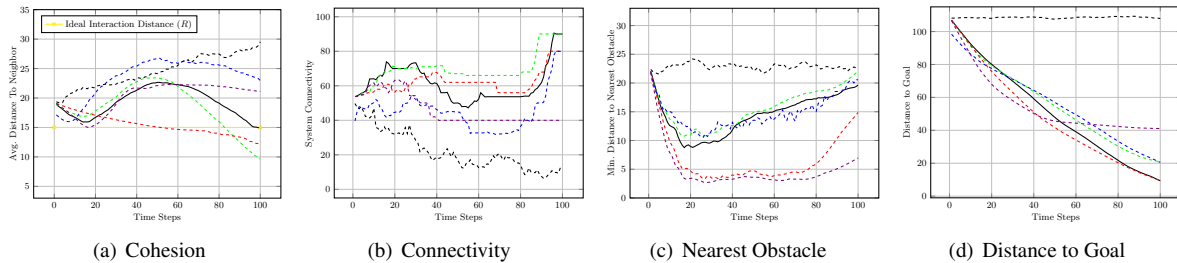 Ideal Interaction Distance (R)
Avg. Distance To Neighbor
35
30
25
20
15
10
5
0 20 40 60 80 100
Time Steps
(a) Cohesion
System Connectivity
100
80
60
40
20
0
0 20 40 60 80 100
Time Steps
(b) Connectivity
Min. Distance to Nearest Obstacle
30
25
20
15
10
5
0
0 20 40 60 80 100
Time Steps
(c) Nearest Obstacle
Distance to Goal
100
80
60
40
20
0
0 20 40 60 80 100
Time Steps
(d) Distance to Goal